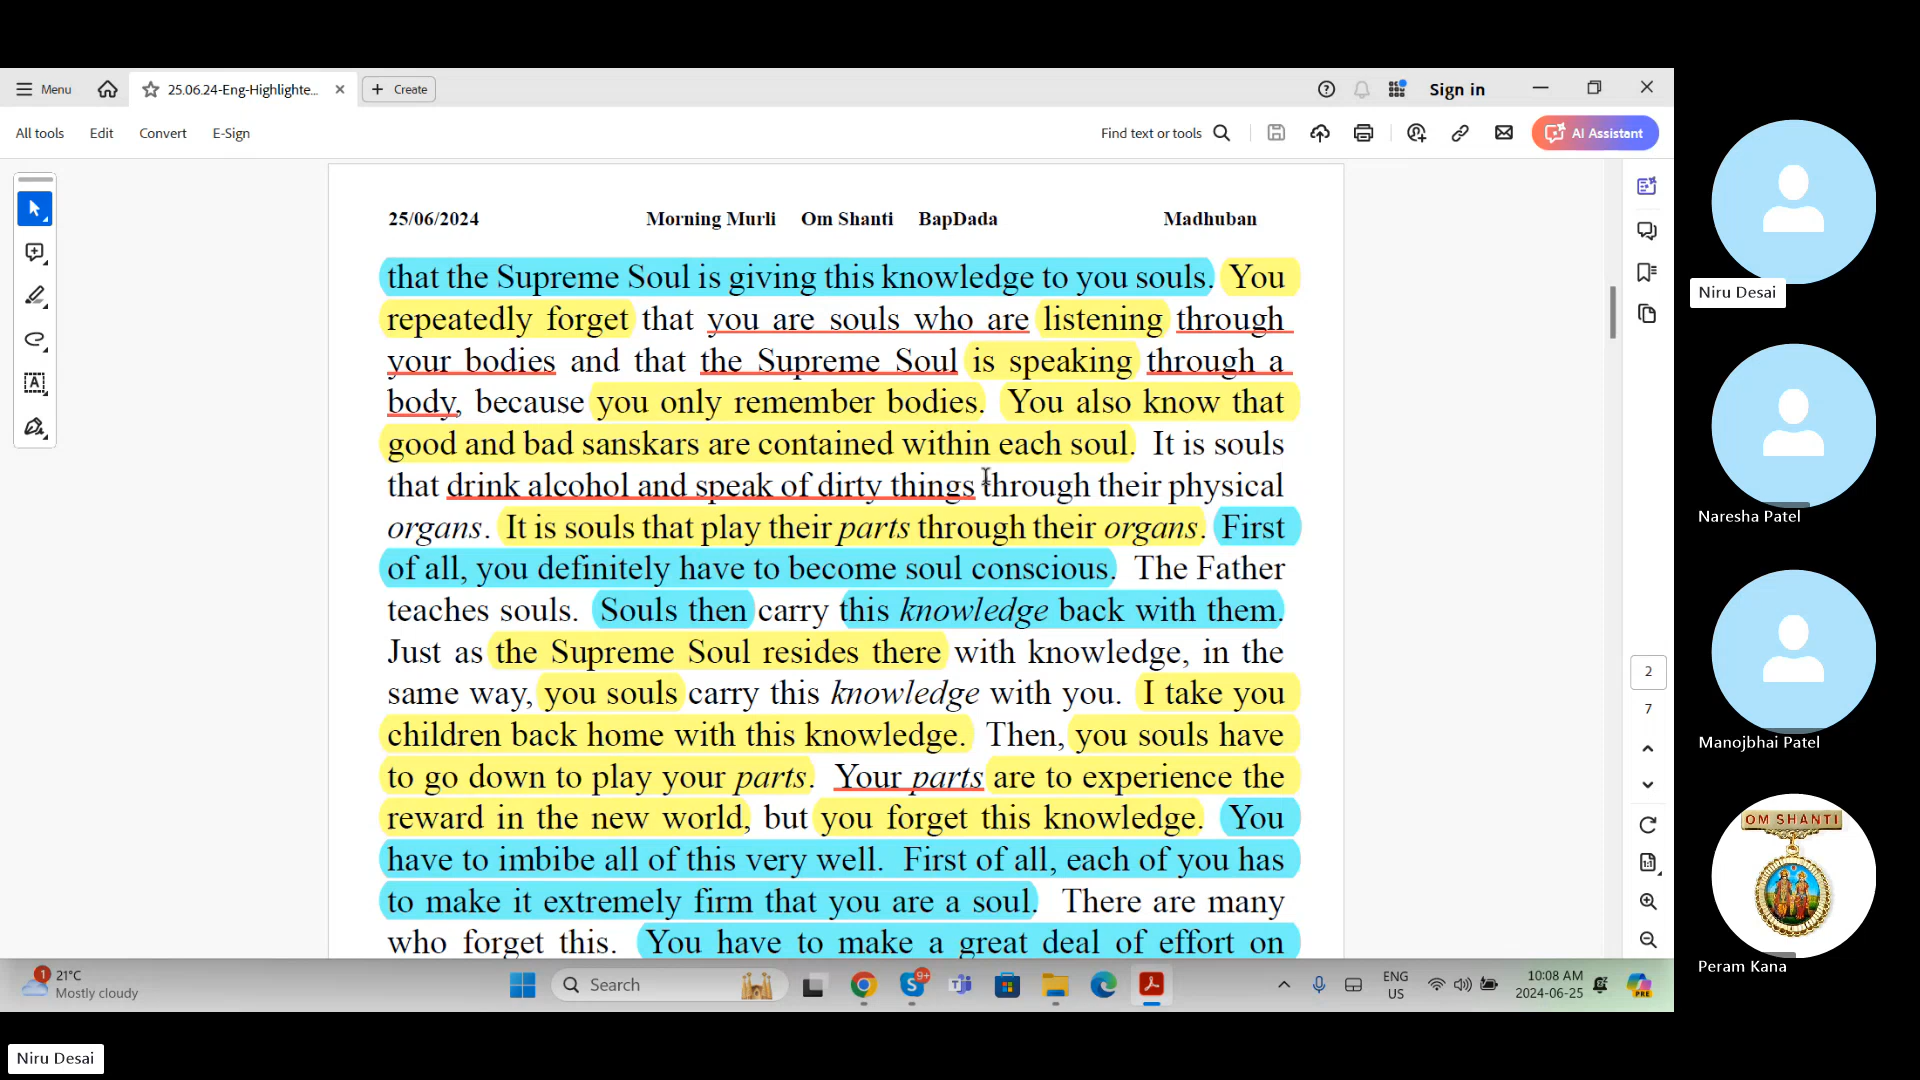 Menu
25.06.24-Eng-Highlighte...
Create
Sign in
All tools
Edit
Convert
E-Sign
Find text or tools
AI Assistant
25/06/2024 Morning Murli Om Shanti BapDada Madhuban
that the Supreme Soul is giving this knowledge to you souls. You
repeatedly forget that you are souls who are listening through
your bodies and that the Supreme Soul is speaking through a
body, because you only remember bodies. You also know that
good and bad sanskars are contained within each soul. It is souls
that drink alcohol and speak of dirty things through their physical
organs. It is souls that play their parts through their organs. First
of all, you definitely have to become soul conscious. The Father
teaches souls. Souls then carry this knowledge back with them.
Just as the Supreme Soul resides there with knowledge, in the
same way, you souls carry this knowledge with you. I take you
children back home with this knowledge. Then, you souls have
to go down to play your parts. Your parts are to experience the
reward in the new world, but you forget this knowledge. You
have to imbibe all of this very well. First of all, each of you has
to make it extremely firm that you are a soul. There are many
who forget this. You have to make a great deal of effort on
2
7
1:1
1
21°C
Mostly cloudy
Search
9+
ENG
US
10:08 AM
2024-06-25
PRE
Niru Desai
Naresha Patel
Manojbhai Patel
OM SHANTI
Peram Kana
Niru Desai